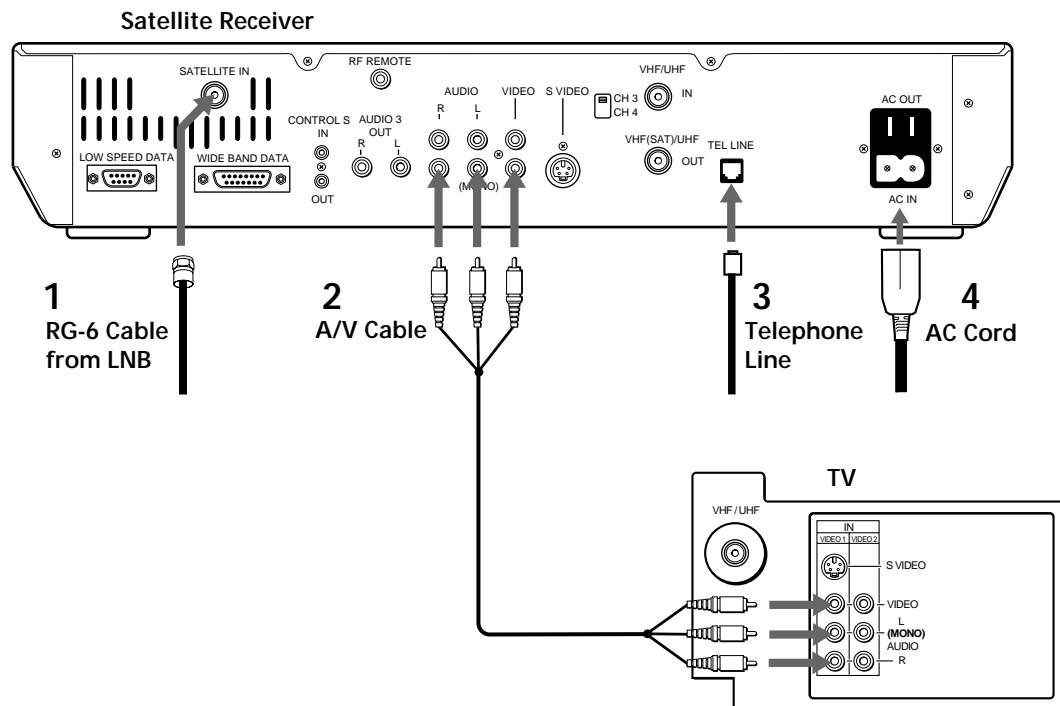 Satellite Receiver
SATELLITE IN
RF REMOTE
VHF/UHF
IN
AUDIO
R
L
VIDEO
S VIDEO
CH 3
CH 4
AC OUT
CONTROL S
IN
OUT
AUDIO 3
OUT
R
L
VHF(SAT)/UHF
OUT
TEL LINE
LOW SPEED DATA
WIDE BAND DATA
(MONO)
AC IN
1
RG-6 Cable
from LNB
2
A/V Cable
3
Telephone
Line
4
AC Cord
TV
VHF / UHF
IN
VIDEO 1
VIDEO 2
S VIDEO
VIDEO
L
(MONO)
AUDIO
R